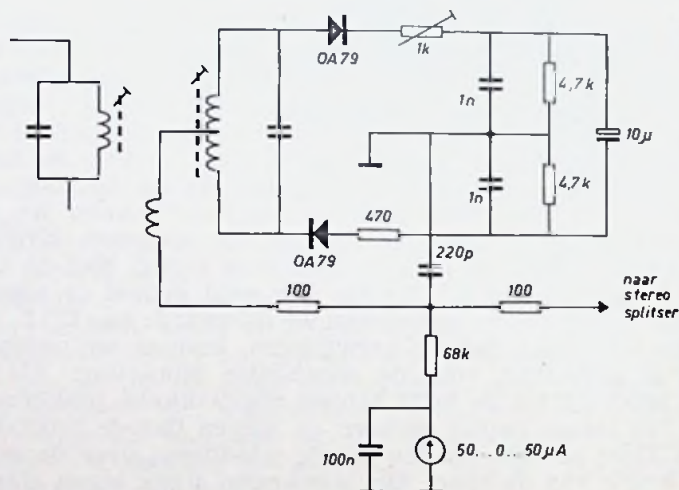 OA79
1k
1n
4,7k
10µ
1n
4,7k
470
OA79
220p
100
100
naar
stereo
splitser
68k
100n
50...0...50µA